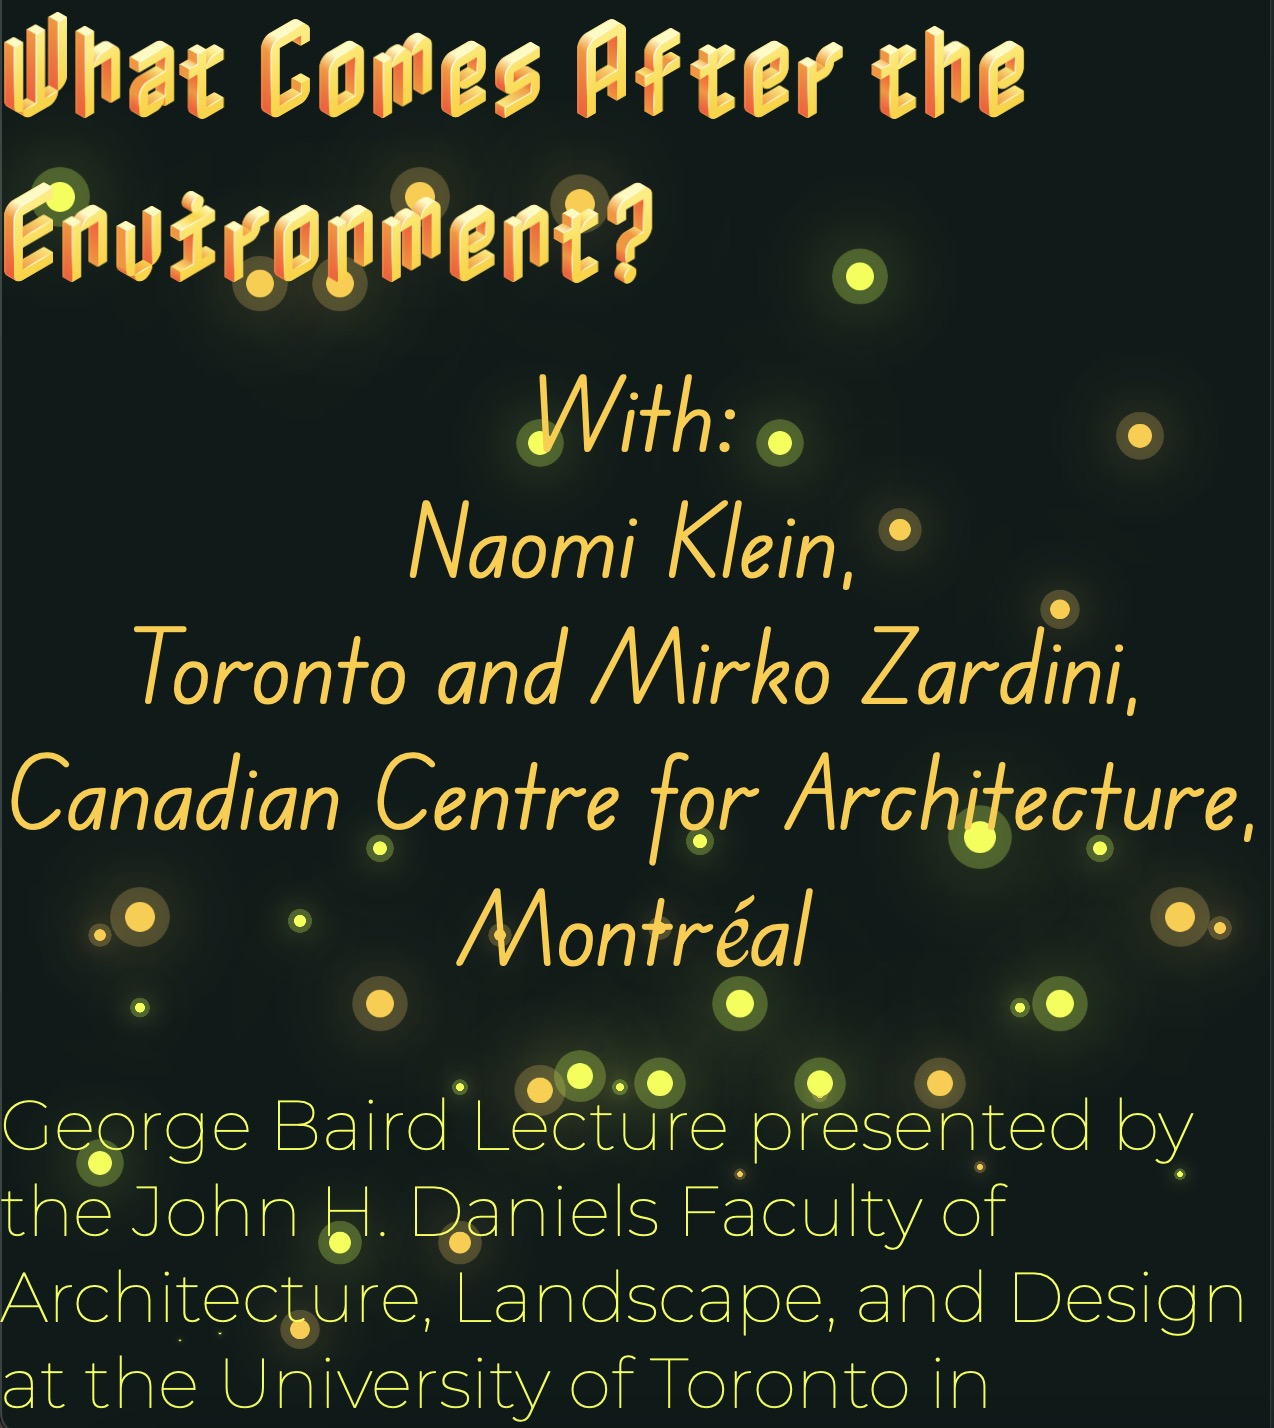 What Comes After the
Environment?
With:
Naomi Klein,
Toronto and Mirko Zardini,
Canadian Centre for Architecture,
Montréal
George Baird Lecture presented by
the John H. Daniels Faculty of
Architecture, Landscape, and Design
at the University of Toronto in